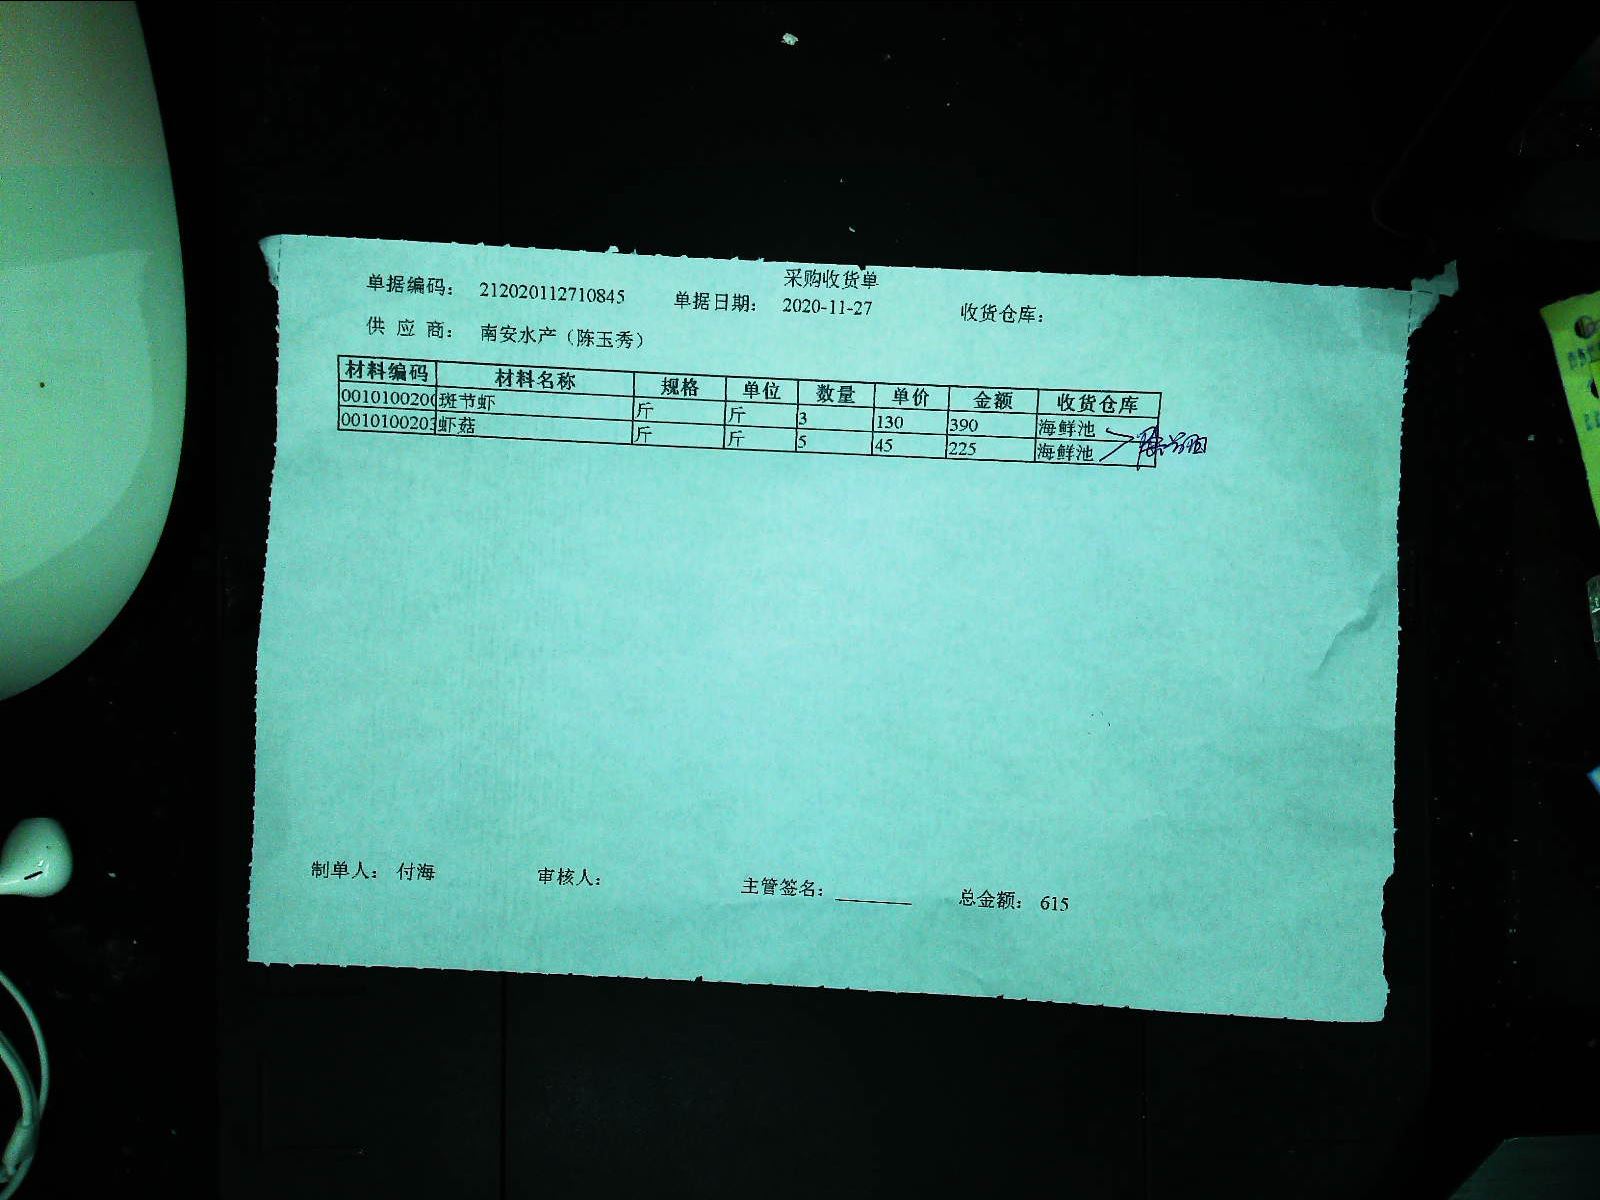 采购收货单
单据编码： 212020112710845 单据日期： 2020-11-27 收货仓库：
供 应 商： 南安水产（陈玉秀）
材料编码 材料名称 规格 单位 数量 单价 金额 收货仓库
0010100200 斑节虾 斤 斤 3 130 390 海鲜池
0010100203 虾菇 斤 斤 5 45 225 海鲜池
制单人： 付海 审核人： 主管签名： 总金额： 615